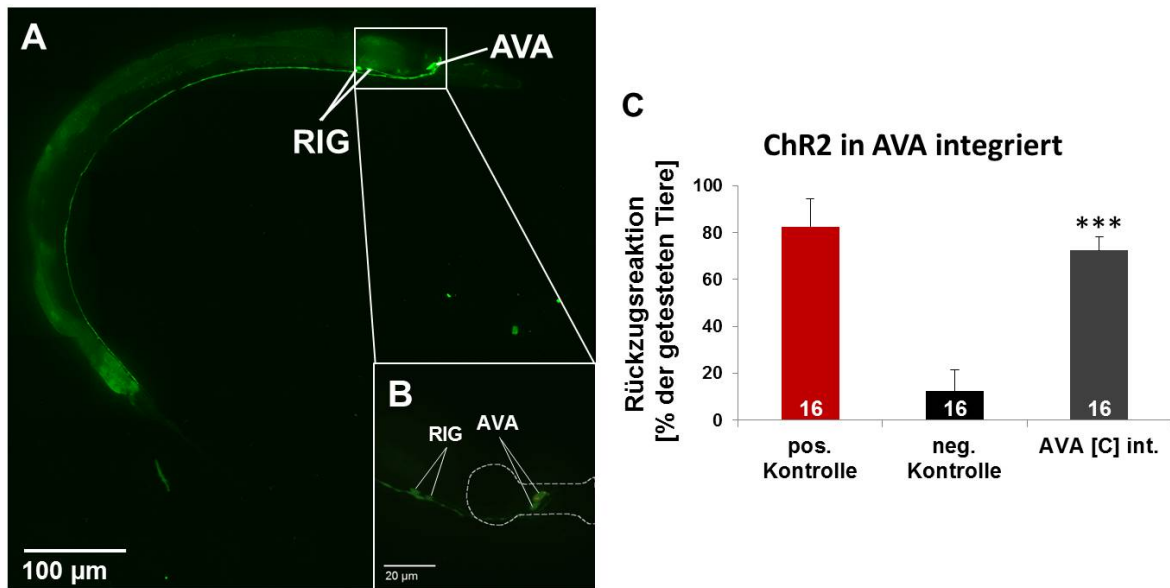 A
AVA
RIG
100 µm
B
RIG
AVA
20 µm
C
ChR2 in AVA integriert
Rückzugsreaktion
[% der getesteten Tiere]
100
80
60
40
20
0
***
16
16
16
pos.
Kontrolle
neg.
Kontrolle
AVA [C] int.